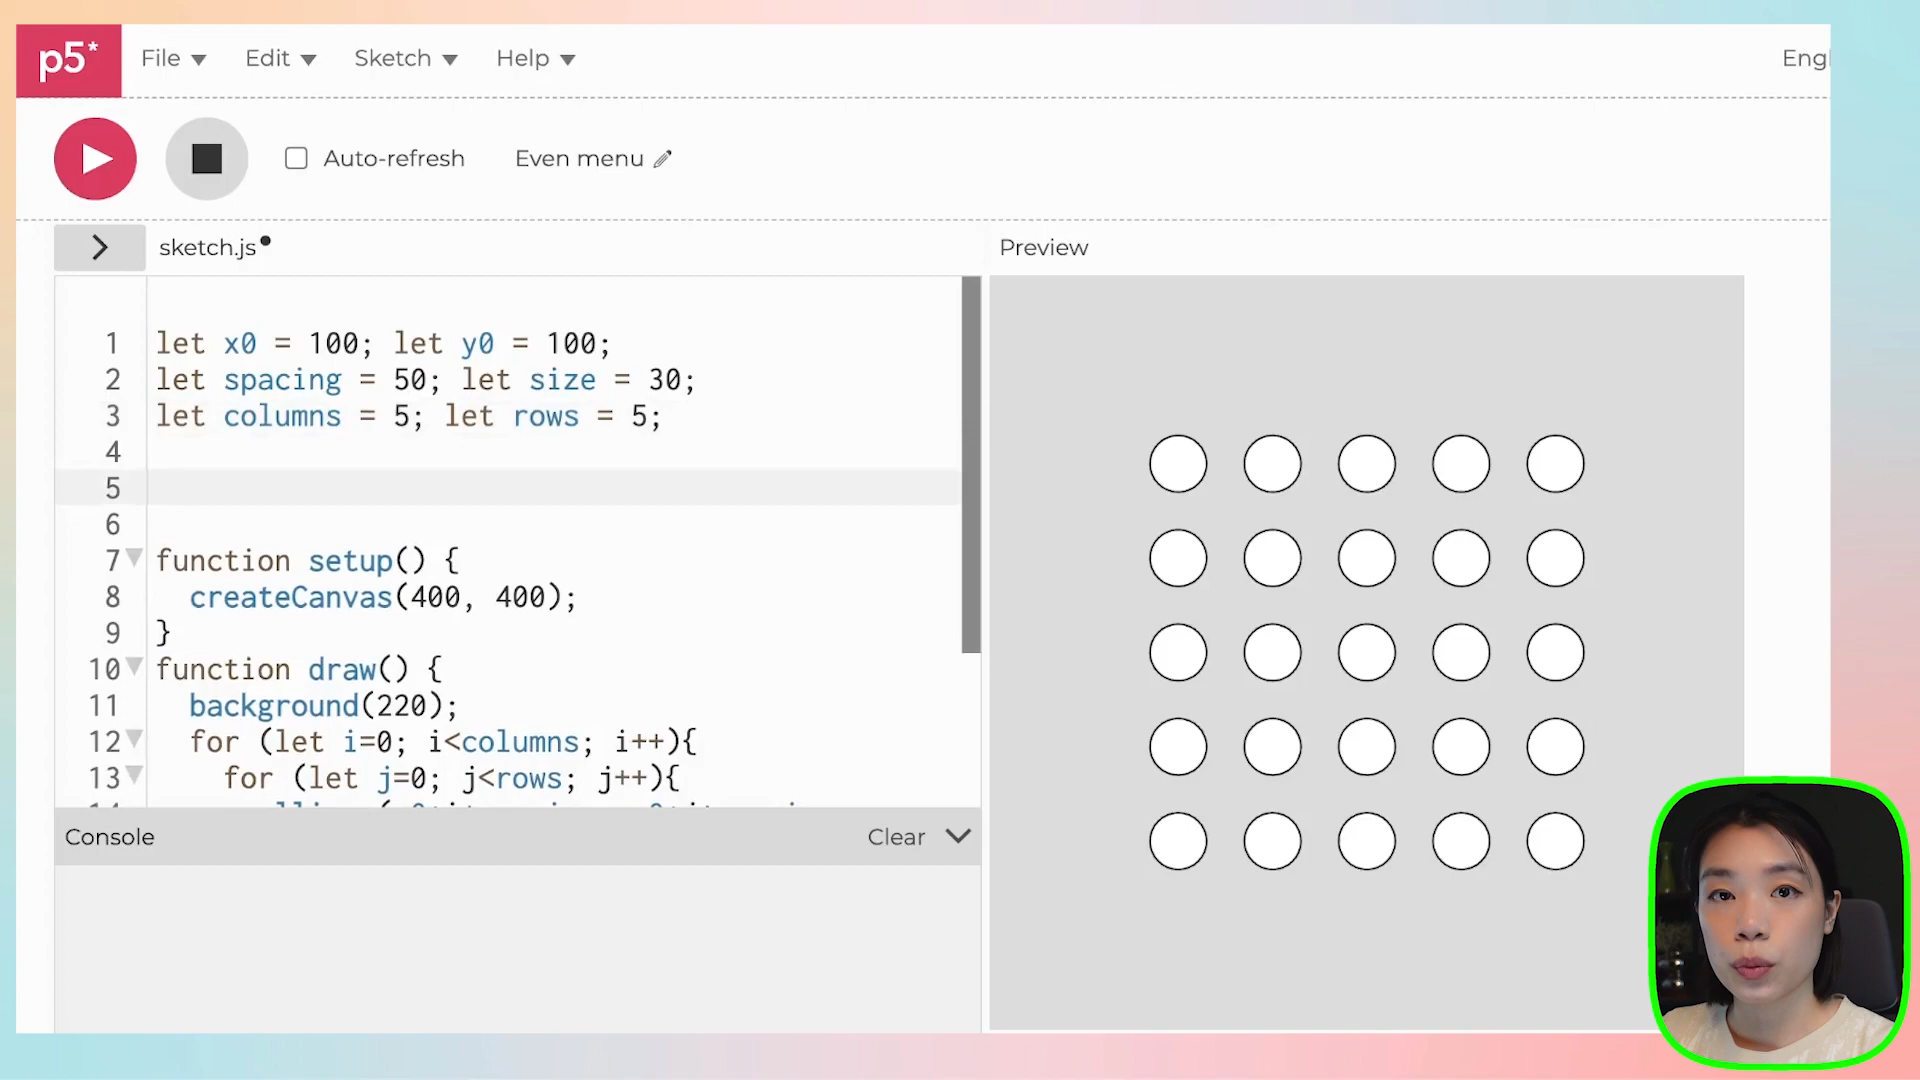 p5*
File
Edit
Sketch
Help
Engl
Auto-refresh
Even menu
sketch.js
Preview
1 let x0 = 100; let y0 = 100;
2 let spacing = 50; let size = 30;
3 let columns = 5; let rows = 5;
4
5
6
7 function setup() {
8 createCanvas(400, 400);
9 }
10 function draw() {
11 background(220);
12 for (let i=0; i<columns; i++){
13 for (let j=0; j<rows; j++){
Console
Clear